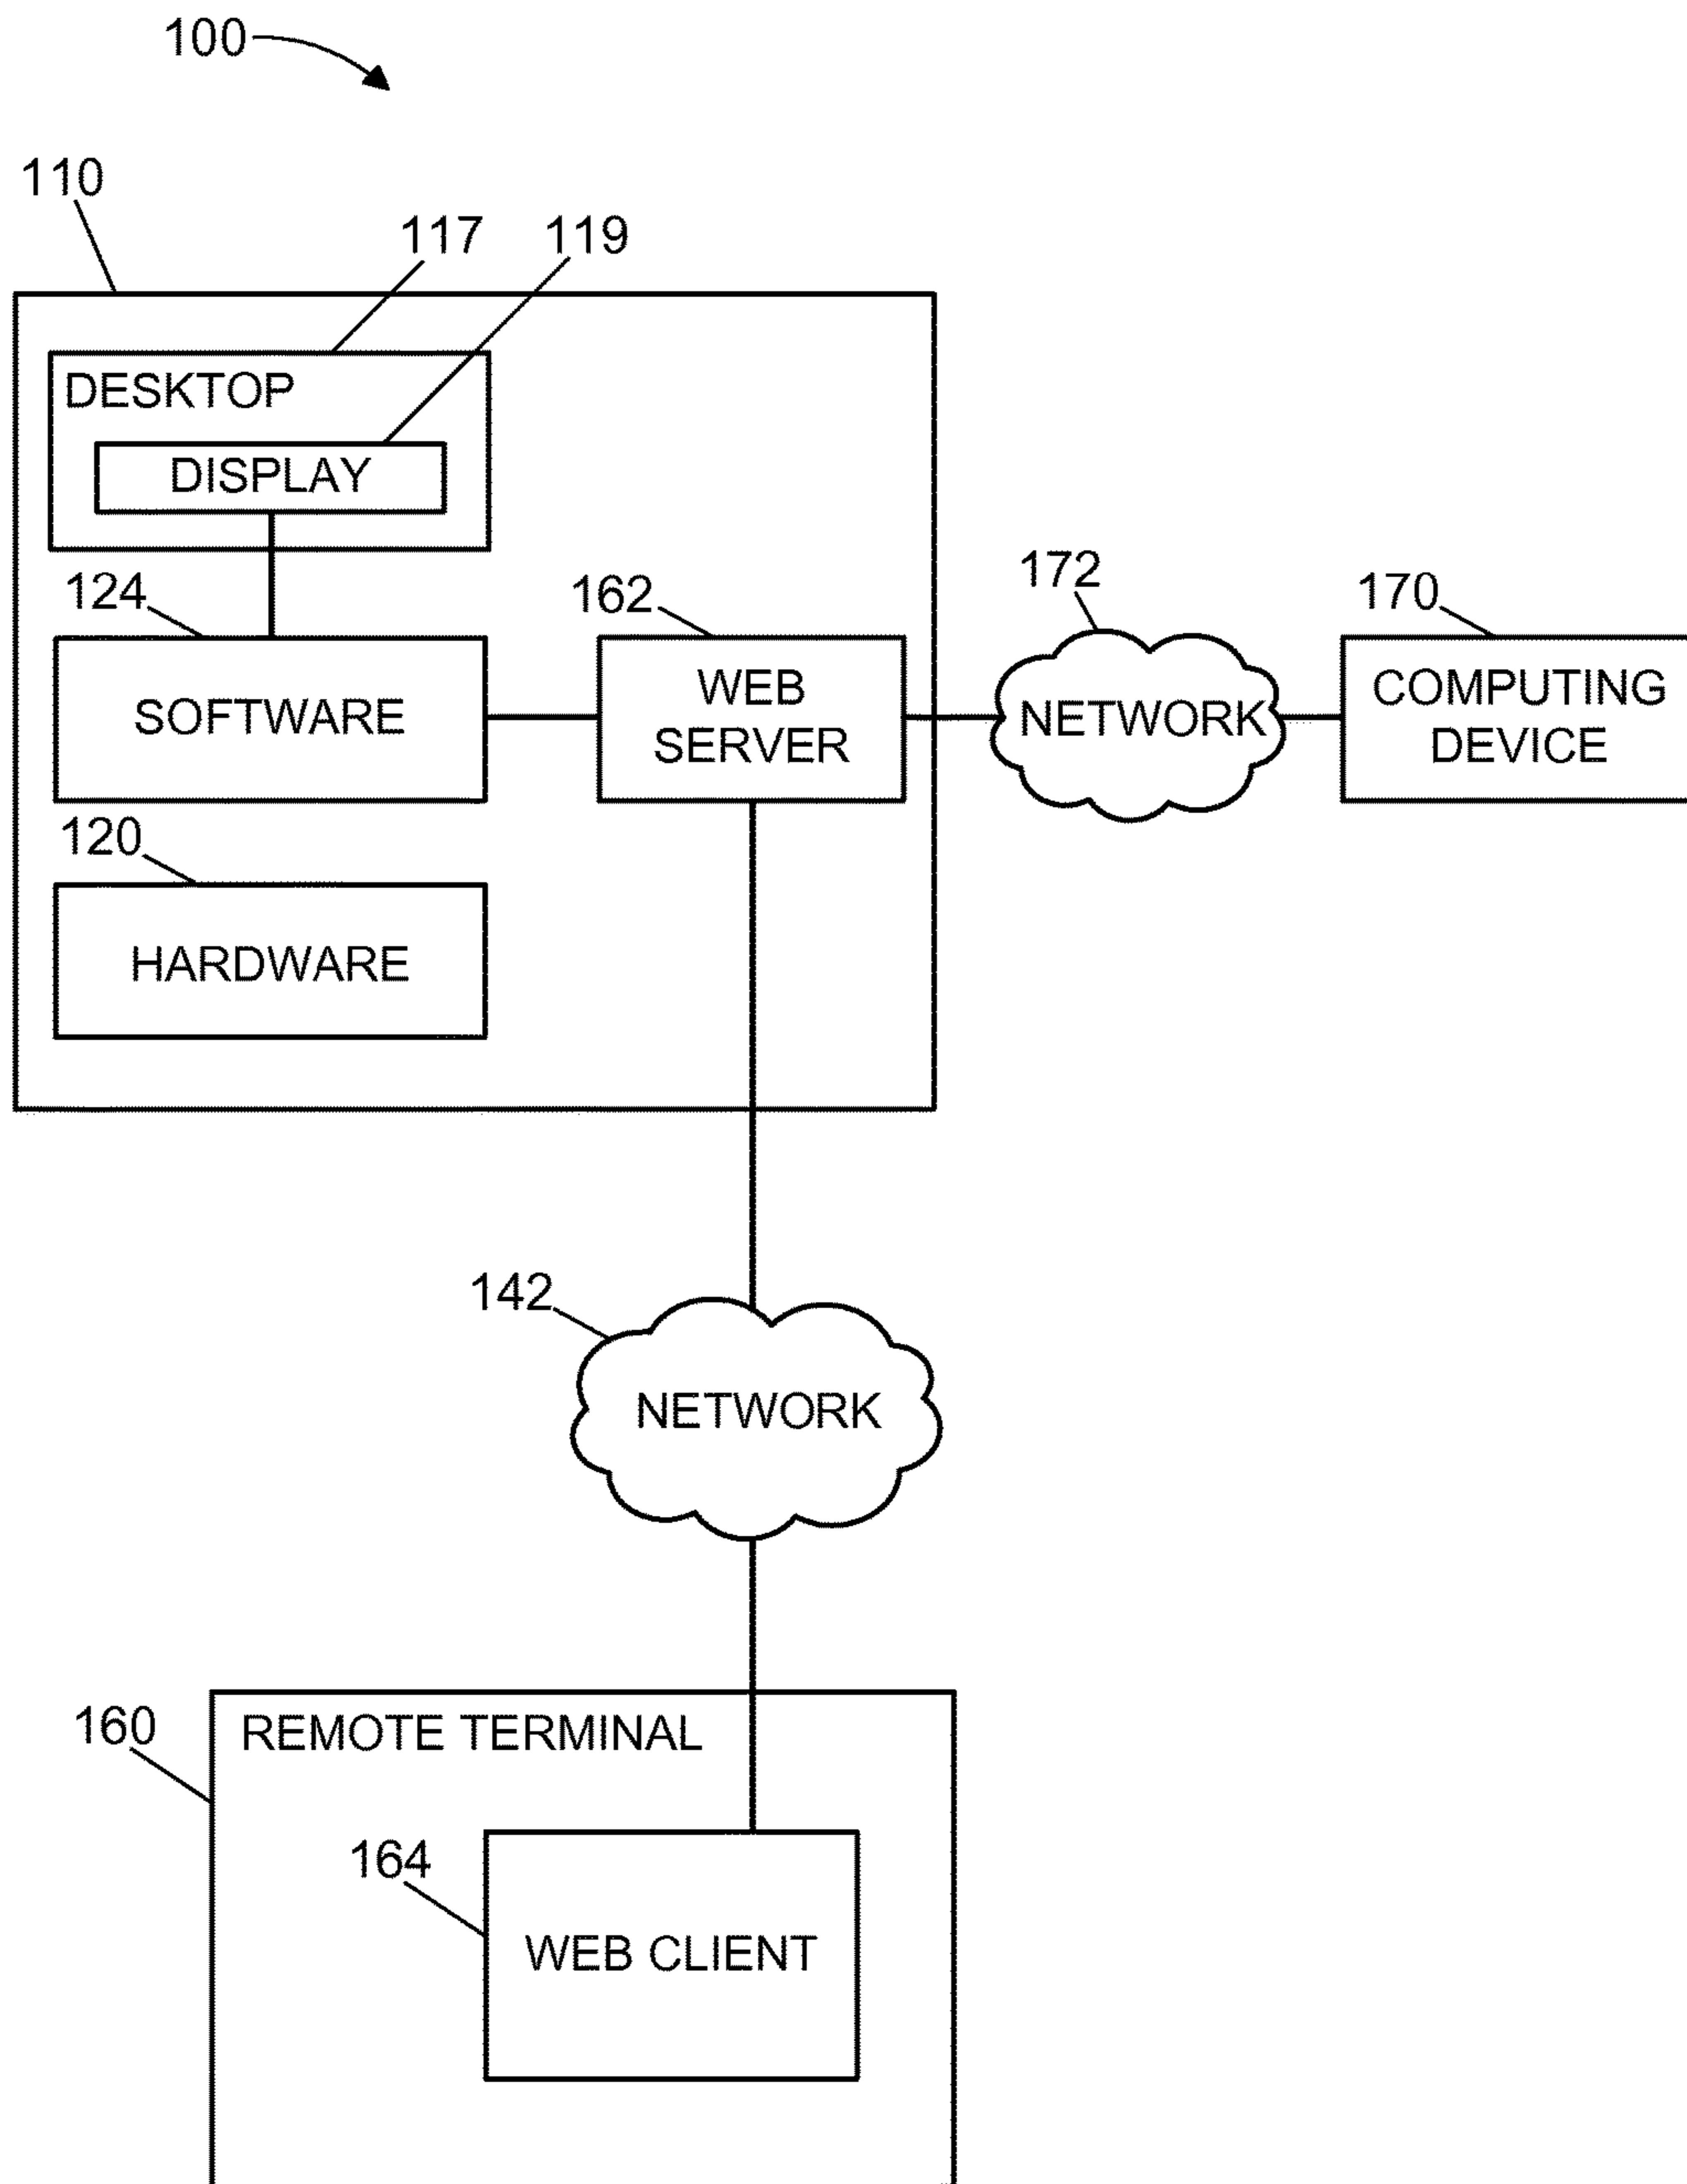 100
110
117
119
DESKTOP
DISPLAY
124
162
172
170
SOFTWARE
WEB
SERVER
NETWORK
COMPUTING
DEVICE
120
HARDWARE
142
NETWORK
160
REMOTE TERMINAL
164
WEB CLIENT